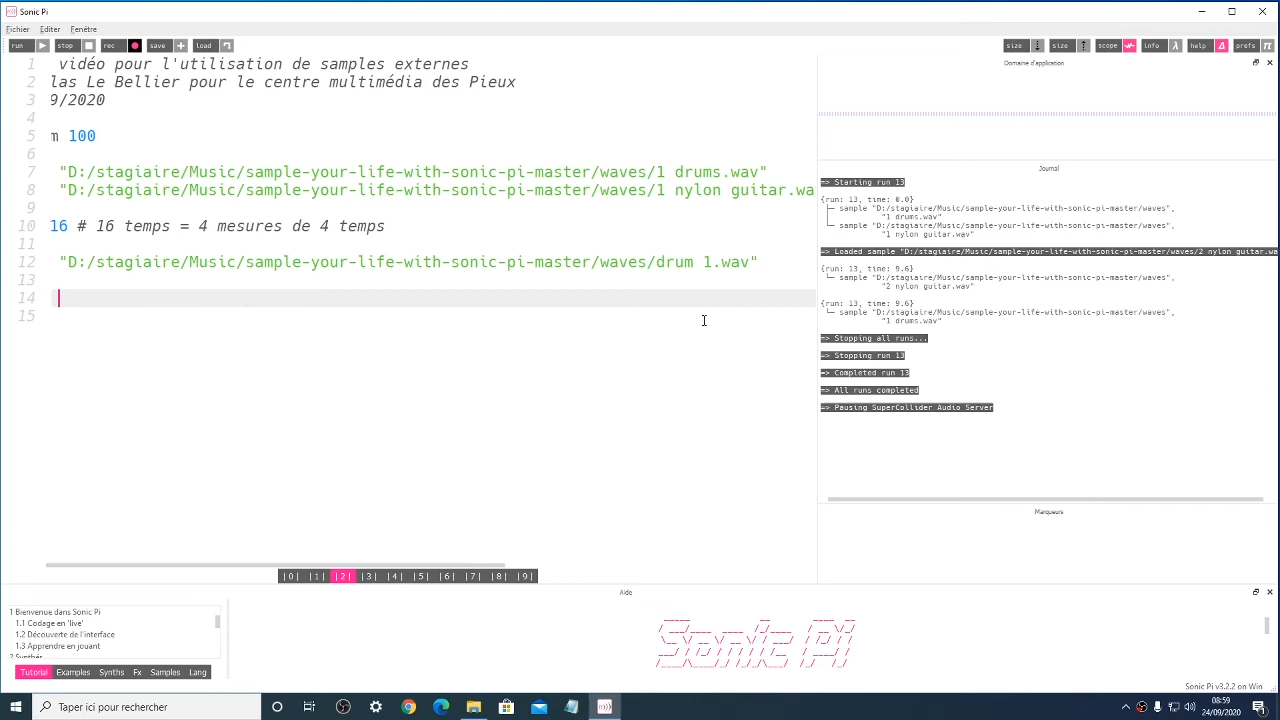 Sonic Pi
Fichier Editer Fenêtre
run stop rec save load size size scope info help prefs
1 vidéo pour l'utilisation de samples externes
2 las Le Bellier pour le centre multimédia des Pieux
3 9/2020
4
5 m 100
6
7 "D:/stagiaire/Music/sample-your-life-with-sonic-pi-master/waves/1 drums.wav"
8 "D:/stagiaire/Music/sample-your-life-with-sonic-pi-master/waves/1 nylon guitar.wa
9
10 16 # 16 temps = 4 mesures de 4 temps
11
12 "D:/stagiaire/Music/sample-your-life-with-sonic-pi-master/waves/drum 1.wav"
13
14
15
|0| |1| |2| |3| |4| |5| |6| |7| |8| |9|
Domaine d'application
Journal
=> Starting run 13
{run: 13, time: 0.0}
├─ sample "D:/stagiaire/Music/sample-your-life-with-sonic-pi-master/waves",
"1 drums.wav"
└─ sample "D:/stagiaire/Music/sample-your-life-with-sonic-pi-master/waves",
"1 nylon guitar.wav"
=> Loaded sample "D:/stagiaire/Music/sample-your-life-with-sonic-pi-master/waves/2 nylon guitar.wa
{run: 13, time: 9.6}
└─ sample "D:/stagiaire/Music/sample-your-life-with-sonic-pi-master/waves",
"2 nylon guitar.wav"
{run: 13, time: 9.6}
└─ sample "D:/stagiaire/Music/sample-your-life-with-sonic-pi-master/waves",
"1 drums.wav"
=> Stopping all runs...
=> Stopping run 13
=> Completed run 13
=> All runs completed
=> Pausing SuperCollider Audio Server
Marqueurs
Aide
1 Bienvenue dans Sonic Pi
1.1 Codage en 'live'
1.2 Découverte de l'interface
1.3 Apprendre en jouant
2 Synthés
Tutorial Examples Synths Fx Samples Lang
Sonic Pi
Sonic Pi v3.2.2 on Win
Taper ici pour rechercher
08:59
24/09/2020